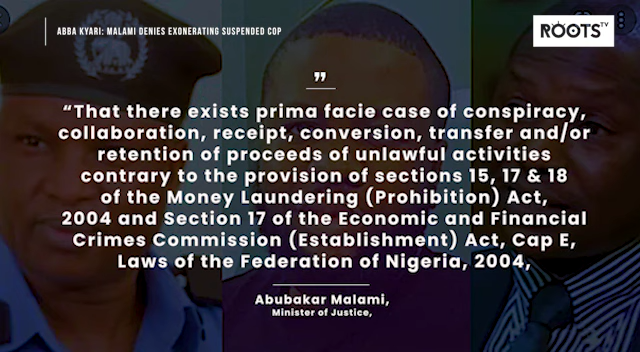 ABBA KYARI: MALAMI DENIES EXONERATING SUSPENDED COP
ROOTS TV
”
“That there exists prima facie case of conspiracy,
collaboration, receipt, conversion, transfer and/or
retention of proceeds of unlawful activities
contrary to the provision of sections 15, 17 & 18
of the Money Laundering (Prohibition) Act,
2004 and Section 17 of the Economic and Financial
Crimes Commission (Establishment) Act, Cap E,
Laws of the Federation of Nigeria, 2004,
Abubakar Malami,
Minister of Justice,